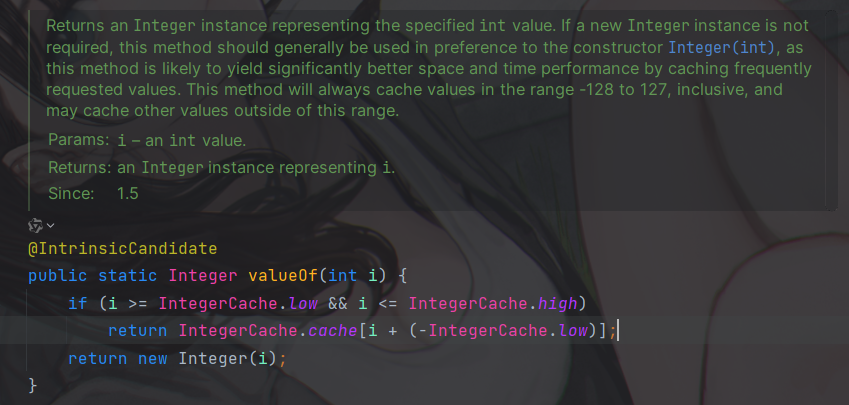 Returns an Integer instance representing the specified int value. If a new Integer instance is not
required, this method should generally be used in preference to the constructor Integer(int), as
this method is likely to yield significantly better space and time performance by caching frequently
requested values. This method will always cache values in the range -128 to 127, inclusive, and
may cache other values outside of this range.
Params: i – an int value.
Returns: an Integer instance representing i.
Since: 1.5
@IntrinsicCandidate
public static Integer valueOf(int i) {
    if (i >= IntegerCache.low && i <= IntegerCache.high)
        return IntegerCache.cache[i + (-IntegerCache.low)];
    return new Integer(i);
}